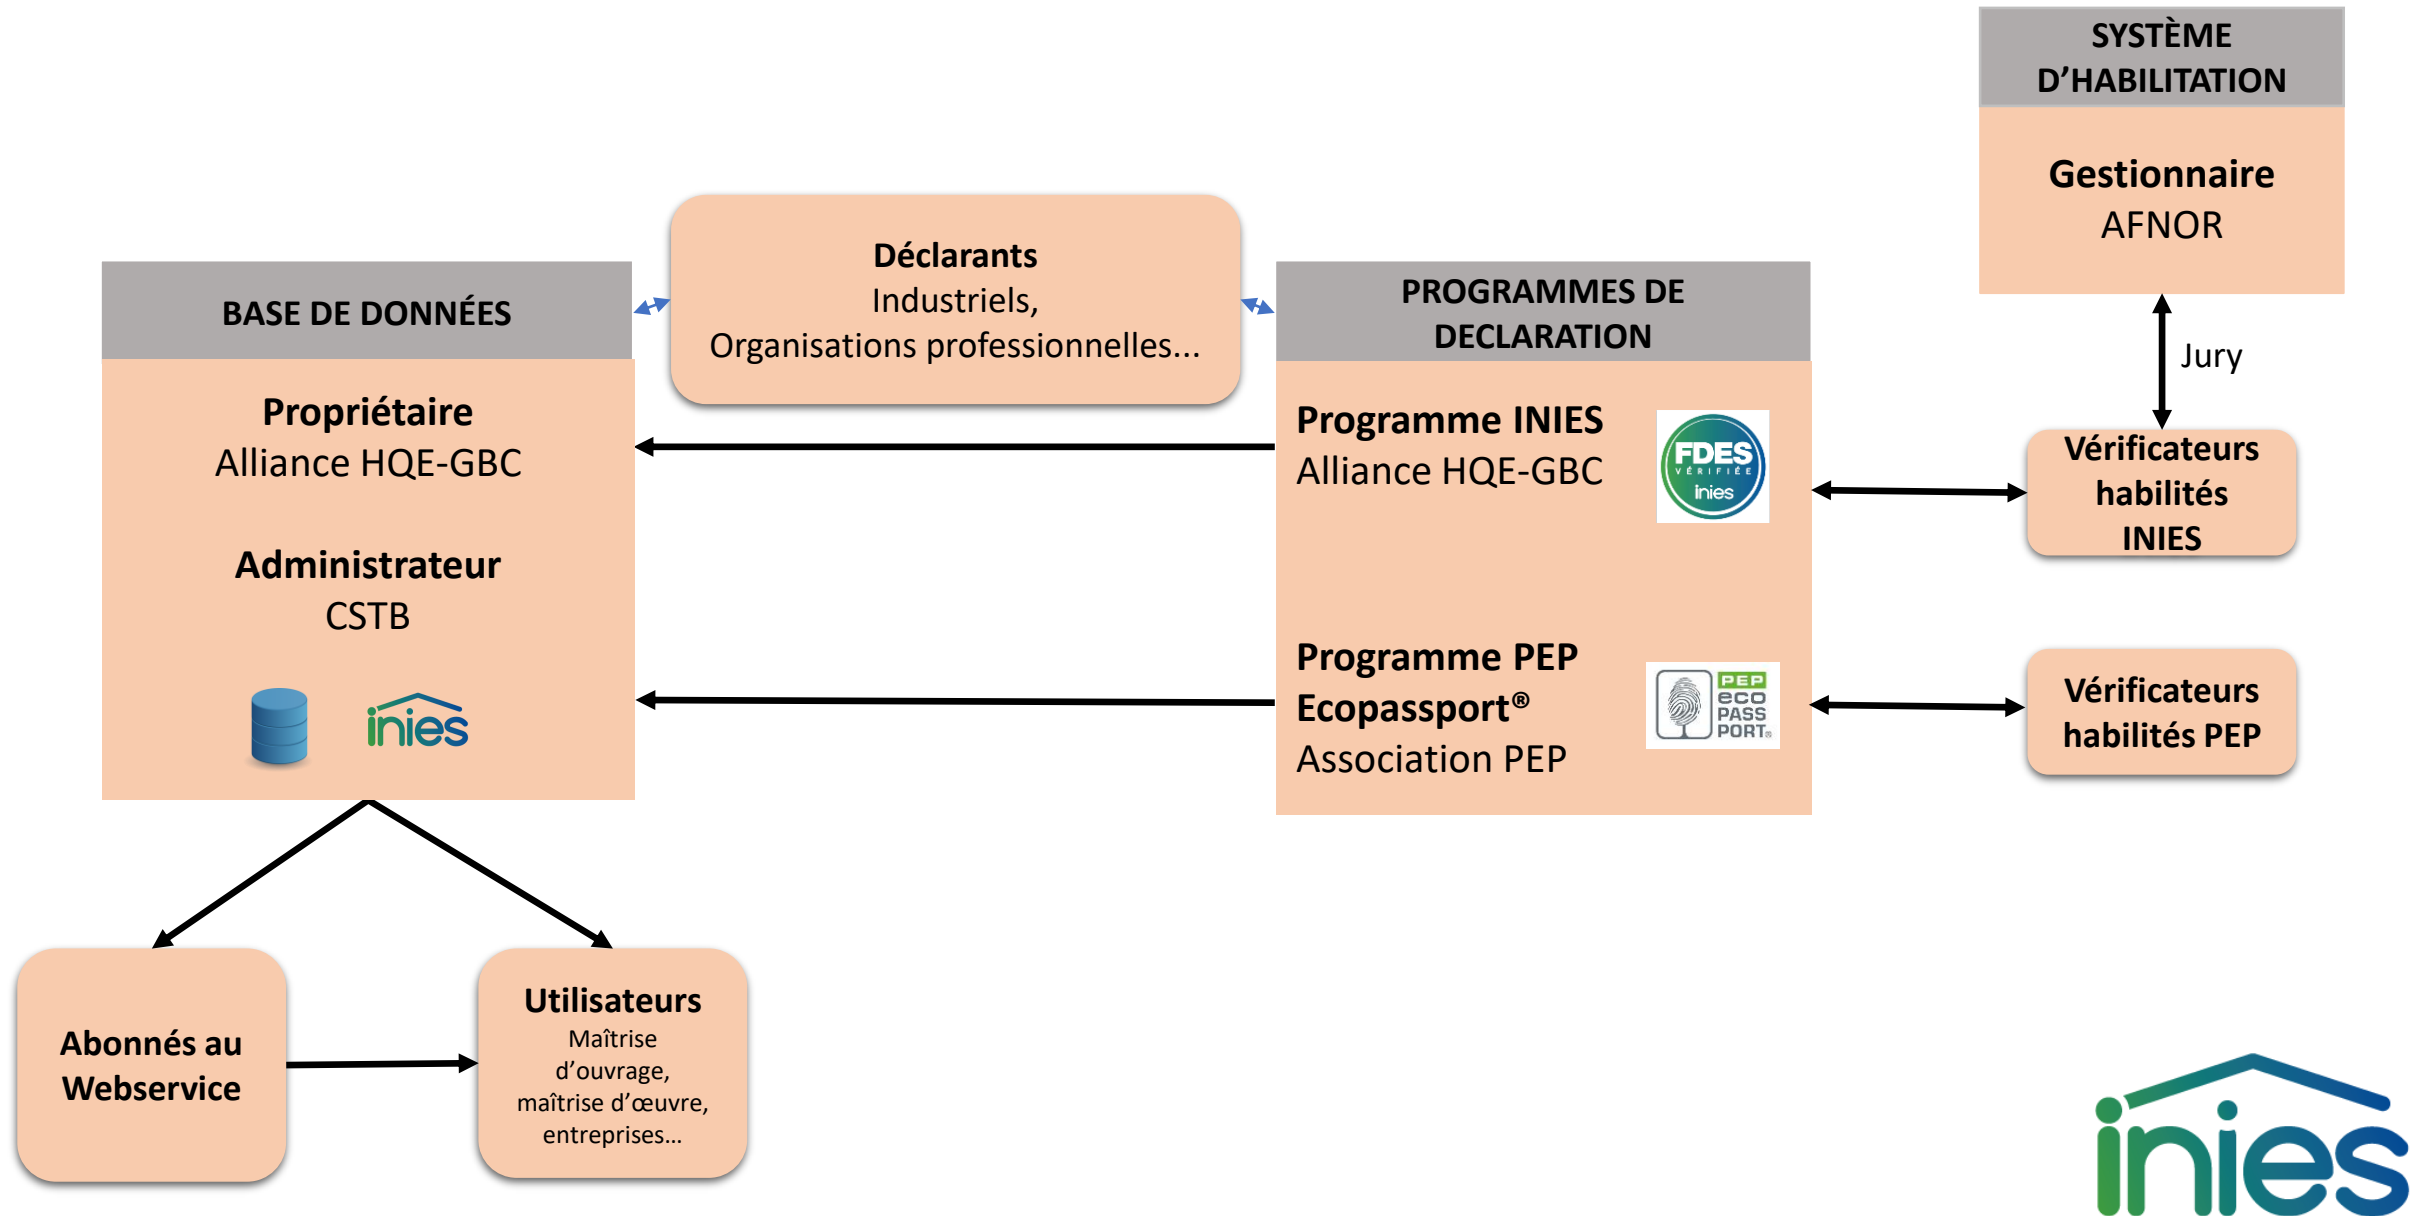 SYSTÈME
D’HABILITATION
Gestionnaire
AFNOR
Jury
Déclarants
Industriels,
Organisations professionnelles...
BASE DE DONNÉES
Propriétaire
Alliance HQE-GBC
Administrateur
CSTB
inies
PROGRAMMES DE
DECLARATION
Programme INIES
Alliance HQE-GBC
FDES
VÉRIFIÉE
inies
Programme PEP
Ecopassport®
Association PEP
PEP
eco
PASS
PORT®
Vérificateurs
habilités
INIES
Vérificateurs
habilités PEP
Abonnés au
Webservice
Utilisateurs
Maîtrise
d’ouvrage,
maîtrise d’œuvre,
entreprises…
inies